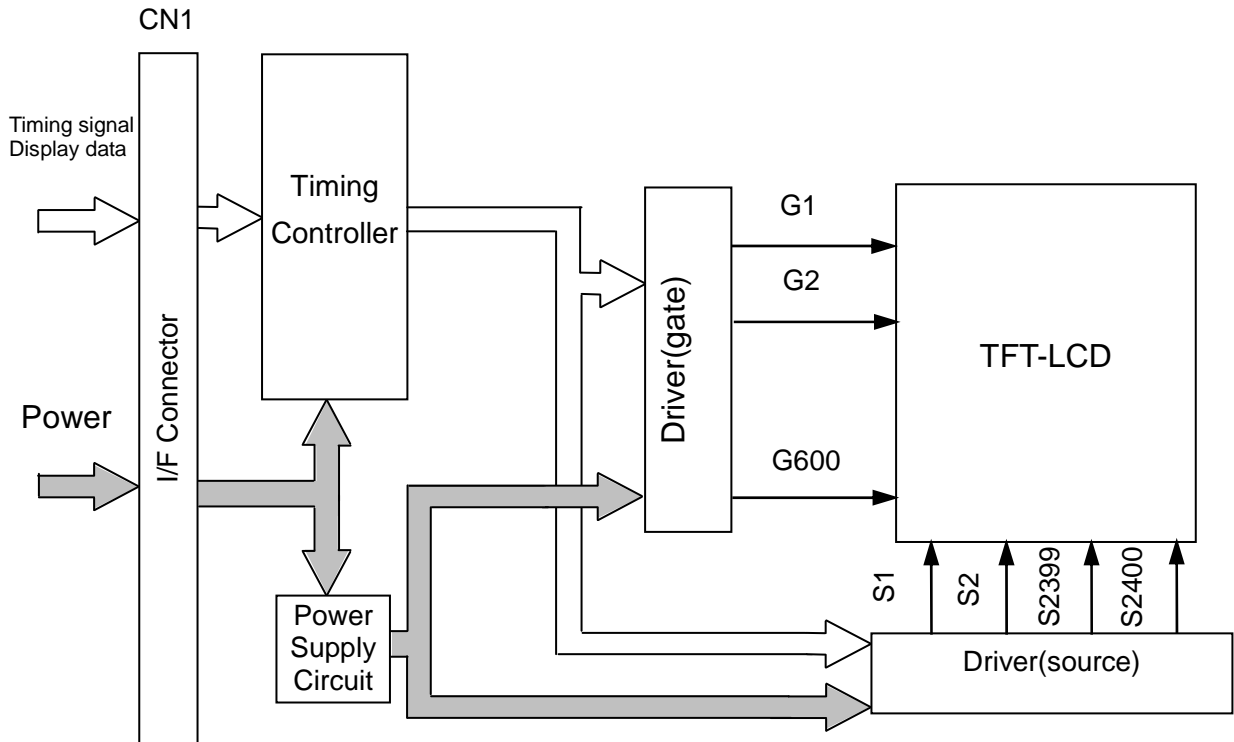 CN1
Timing signal
Display data
Power
I/F Connector
Timing
Controller
Power
Supply
Circuit
Driver(gate)
G1
G2
G600
TFT-LCD
S1
S2
S2399
S2400
Driver(source)